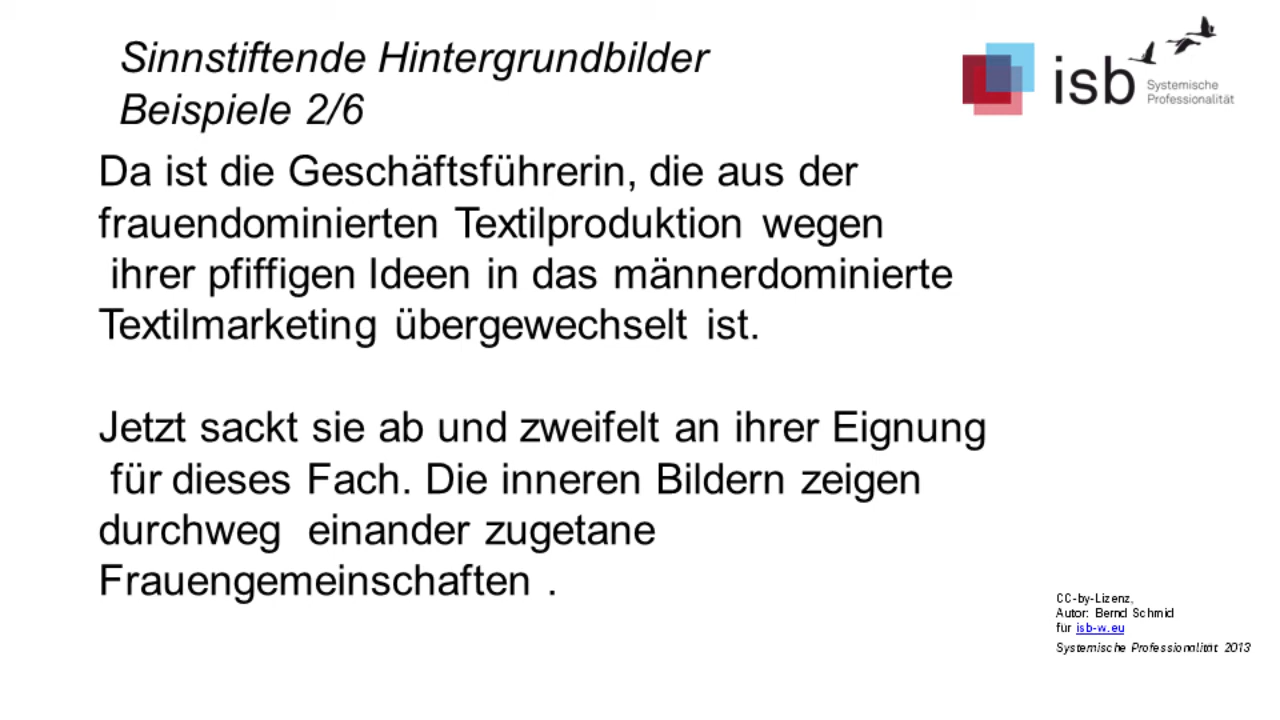 Sinnstiftende Hintergrundbilder
Beispiele 2/6
isb
Systemische
Professionalität
Da ist die Geschäftsführerin, die aus der
frauendominierten Textilproduktion wegen
ihrer pfiffigen Ideen in das männerdominierte
Textilmarketing übergewechselt ist.
Jetzt sackt sie ab und zweifelt an ihrer Eignung
für dieses Fach. Die inneren Bildern zeigen
durchweg einander zugetane
Frauengemeinschaften .
CC-by-Lizenz,
Autor: Bernd Schmid
für isb-w.eu
Systemische Professionalität 2013